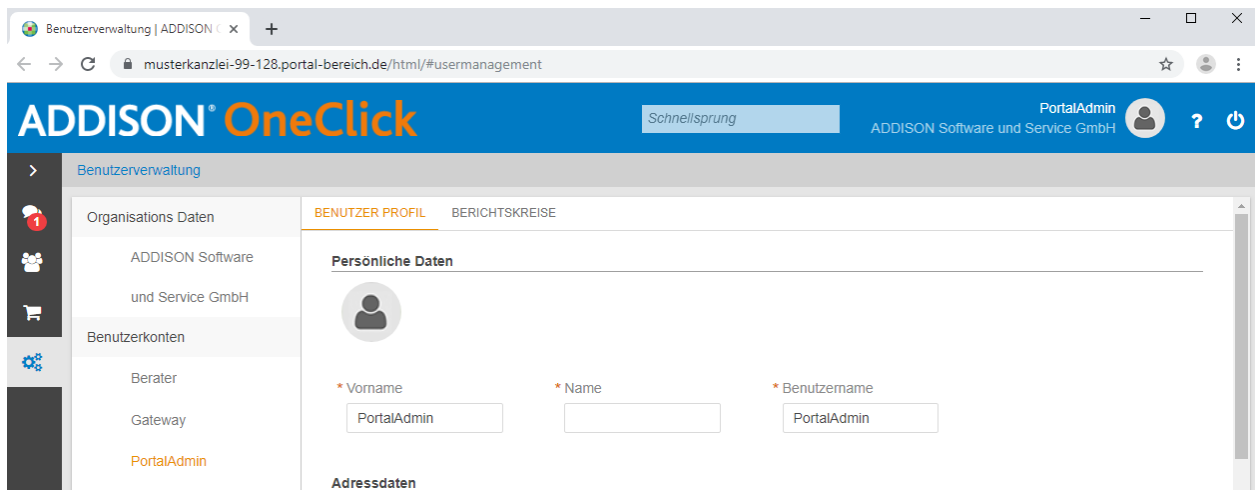 Benutzerverwaltung | ADDISON
musterkanzlei-99-128.portal-bereich.de/html/#usermanagement
ADDISON® OneClick
Schnellsprung
PortalAdmin
ADDISON Software und Service GmbH
?
Benutzerverwaltung
1
Organisations Daten
ADDISON Software
und Service GmbH
Benutzerkonten
Berater
Gateway
PortalAdmin
BENUTZER PROFIL BERICHTSKREISE
Persönliche Daten
* Vorname * Name * Benutzername
PortalAdmin PortalAdmin
Adressdaten